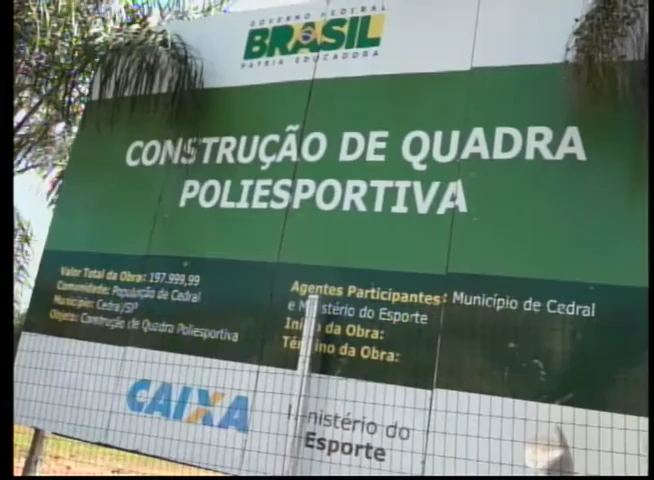 GOVERNO FEDERAL
BRASIL
PÁTRIA EDUCADORA
CONSTRUÇÃO DE QUADRA
POLIESPORTIVA
Valor Total da Obra: 197.999,99
Comunidade: População de Cedral
Município: Cedra/SP
Objeto: Construção de Quadra Poliesportiva
Agentes Participantes: Município de Cedral
e Ministério do Esporte
Início da Obra:
Término da Obra:
CAIXA
Ministério do
Esporte